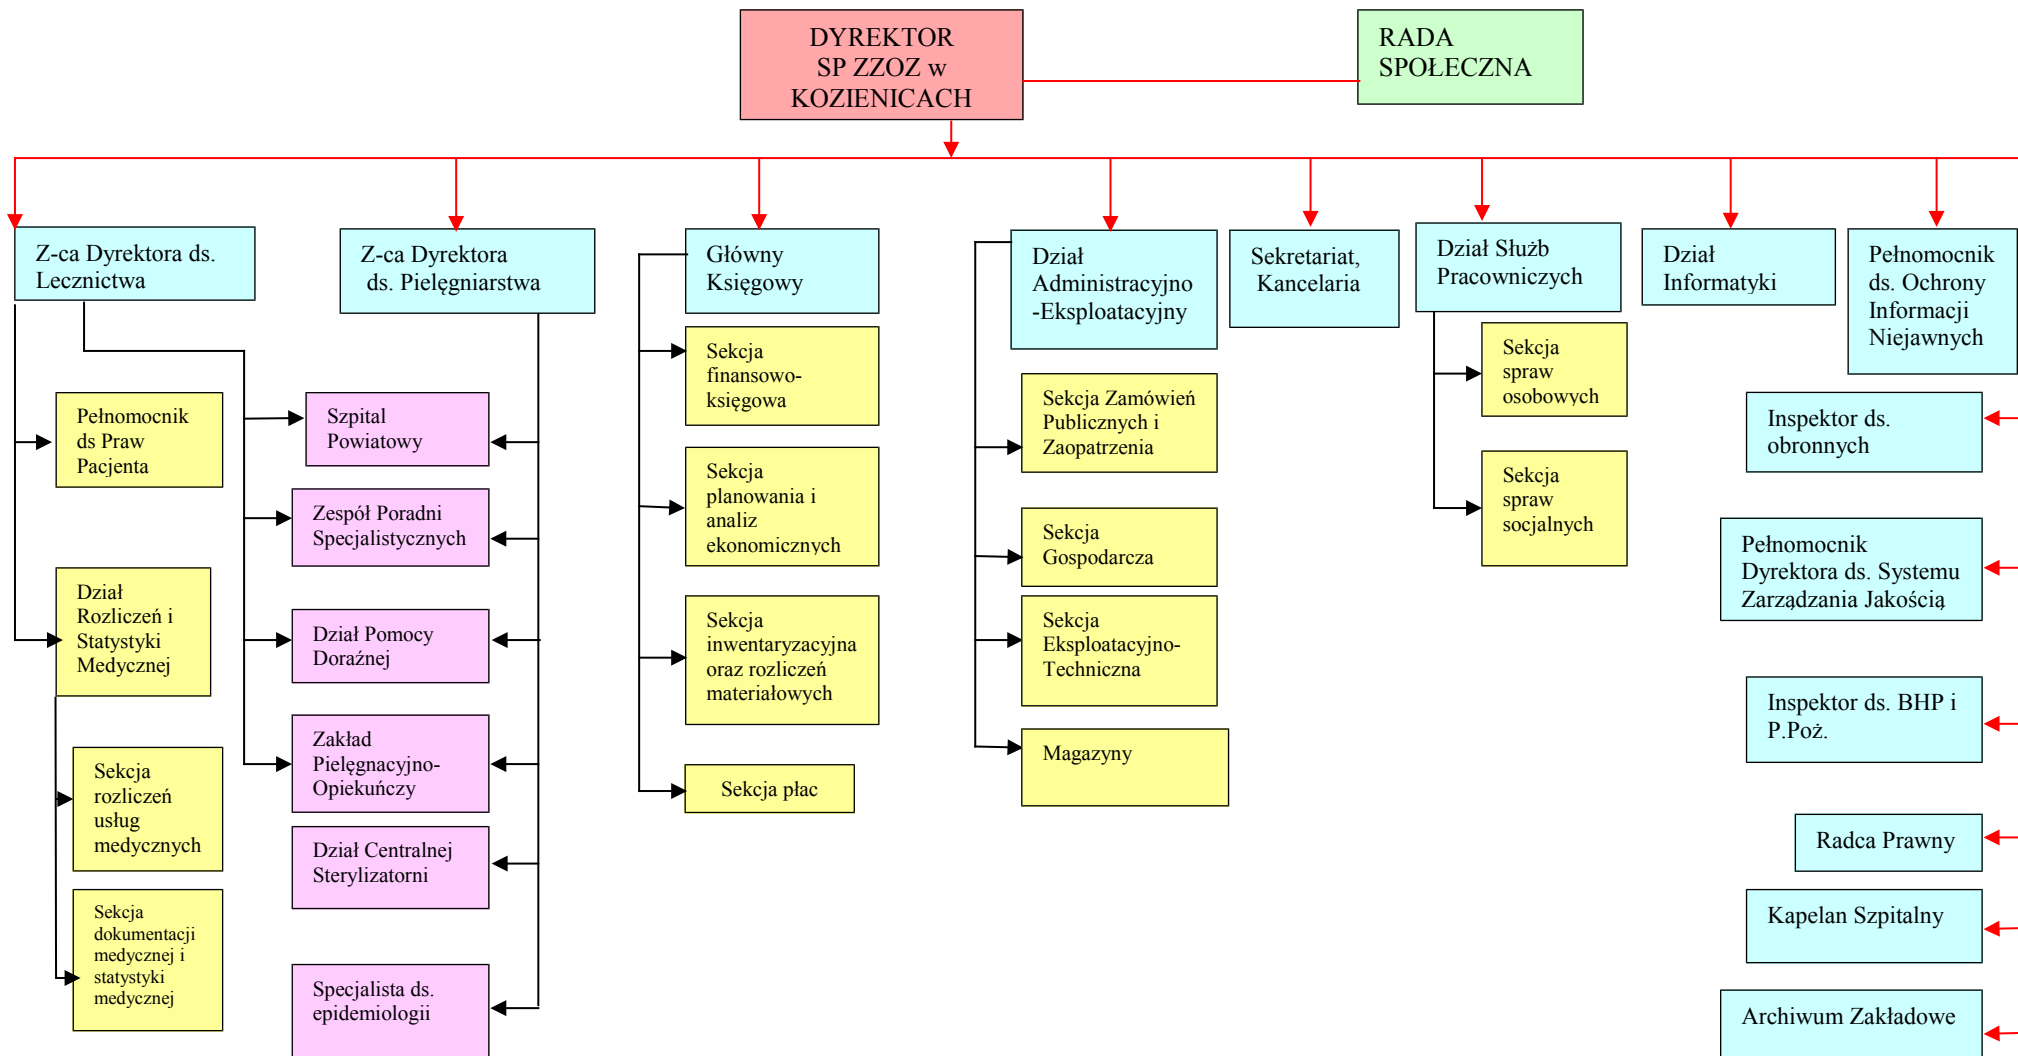 DYREKTOR
SP ZZOZ w
KOZIENICACH
RADA
SPOŁECZNA
Z-ca Dyrektora ds.
Lecznictwa
Z-ca Dyrektora
ds. Pielęgniarstwa
Główny
Księgowy
Dział
Administracyjno
-Eksploatacyjny
Sekretariat,
Kancelaria
Dział Służb
Pracowniczych
Dział
Informatyki
Pełnomocnik
ds. Ochrony
Informacji
Niejawnych
Pełnomocnik
ds Praw
Pacjenta
Dział
Rozliczeń i
Statystyki
Medycznej
Sekcja
rozliczeń
usług
medycznych
Sekcja
dokumentacji
medycznej i
statystyki
medycznej
Szpital
Powiatowy
Zespół Poradni
Specjalistycznych
Dział Pomocy
Doraźnej
Zakład
Pielęgnacyjno-
Opiekuńczy
Dział Centralnej
Sterylizatorni
Specjalista ds.
epidemiologii
Sekcja
finansowo-
księgowa
Sekcja
planowania i
analiz
ekonomicznych
Sekcja
inwentaryzacyjna
oraz rozliczeń
materiałowych
Sekcja płac
Sekcja Zamówień
Publicznych i
Zaopatrzenia
Sekcja
Gospodarcza
Sekcja
Eksploatacyjno-
Techniczna
Magazyny
Sekcja
spraw
osobowych
Sekcja
spraw
socjalnych
Inspektor ds.
obronnych
Pełnomocnik
Dyrektora ds. Systemu
Zarządzania Jakością
Inspektor ds. BHP i
P.Poż.
Radca Prawny
Kapelan Szpitalny
Archiwum Zakładowe